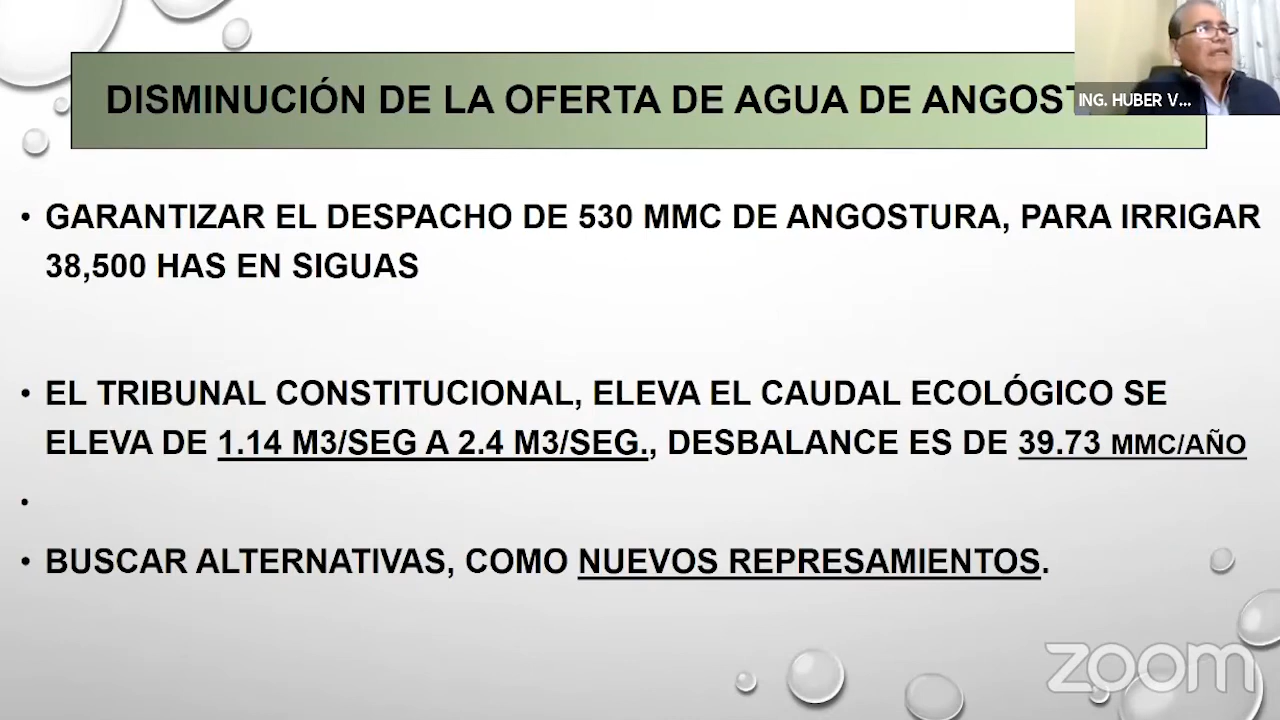 DISMINUCIÓN DE LA OFERTA DE AGUA DE ANGOST
ING. HUBER V...
• GARANTIZAR EL DESPACHO DE 530 MMC DE ANGOSTURA, PARA IRRIGAR
38,500 HAS EN SIGUAS
• EL TRIBUNAL CONSTITUCIONAL, ELEVA EL CAUDAL ECOLÓGICO SE
ELEVA DE 1.14 M3/SEG A 2.4 M3/SEG., DESBALANCE ES DE 39.73 MMC/AÑO
•
• BUSCAR ALTERNATIVAS, COMO NUEVOS REPRESAMIENTOS.
zoom